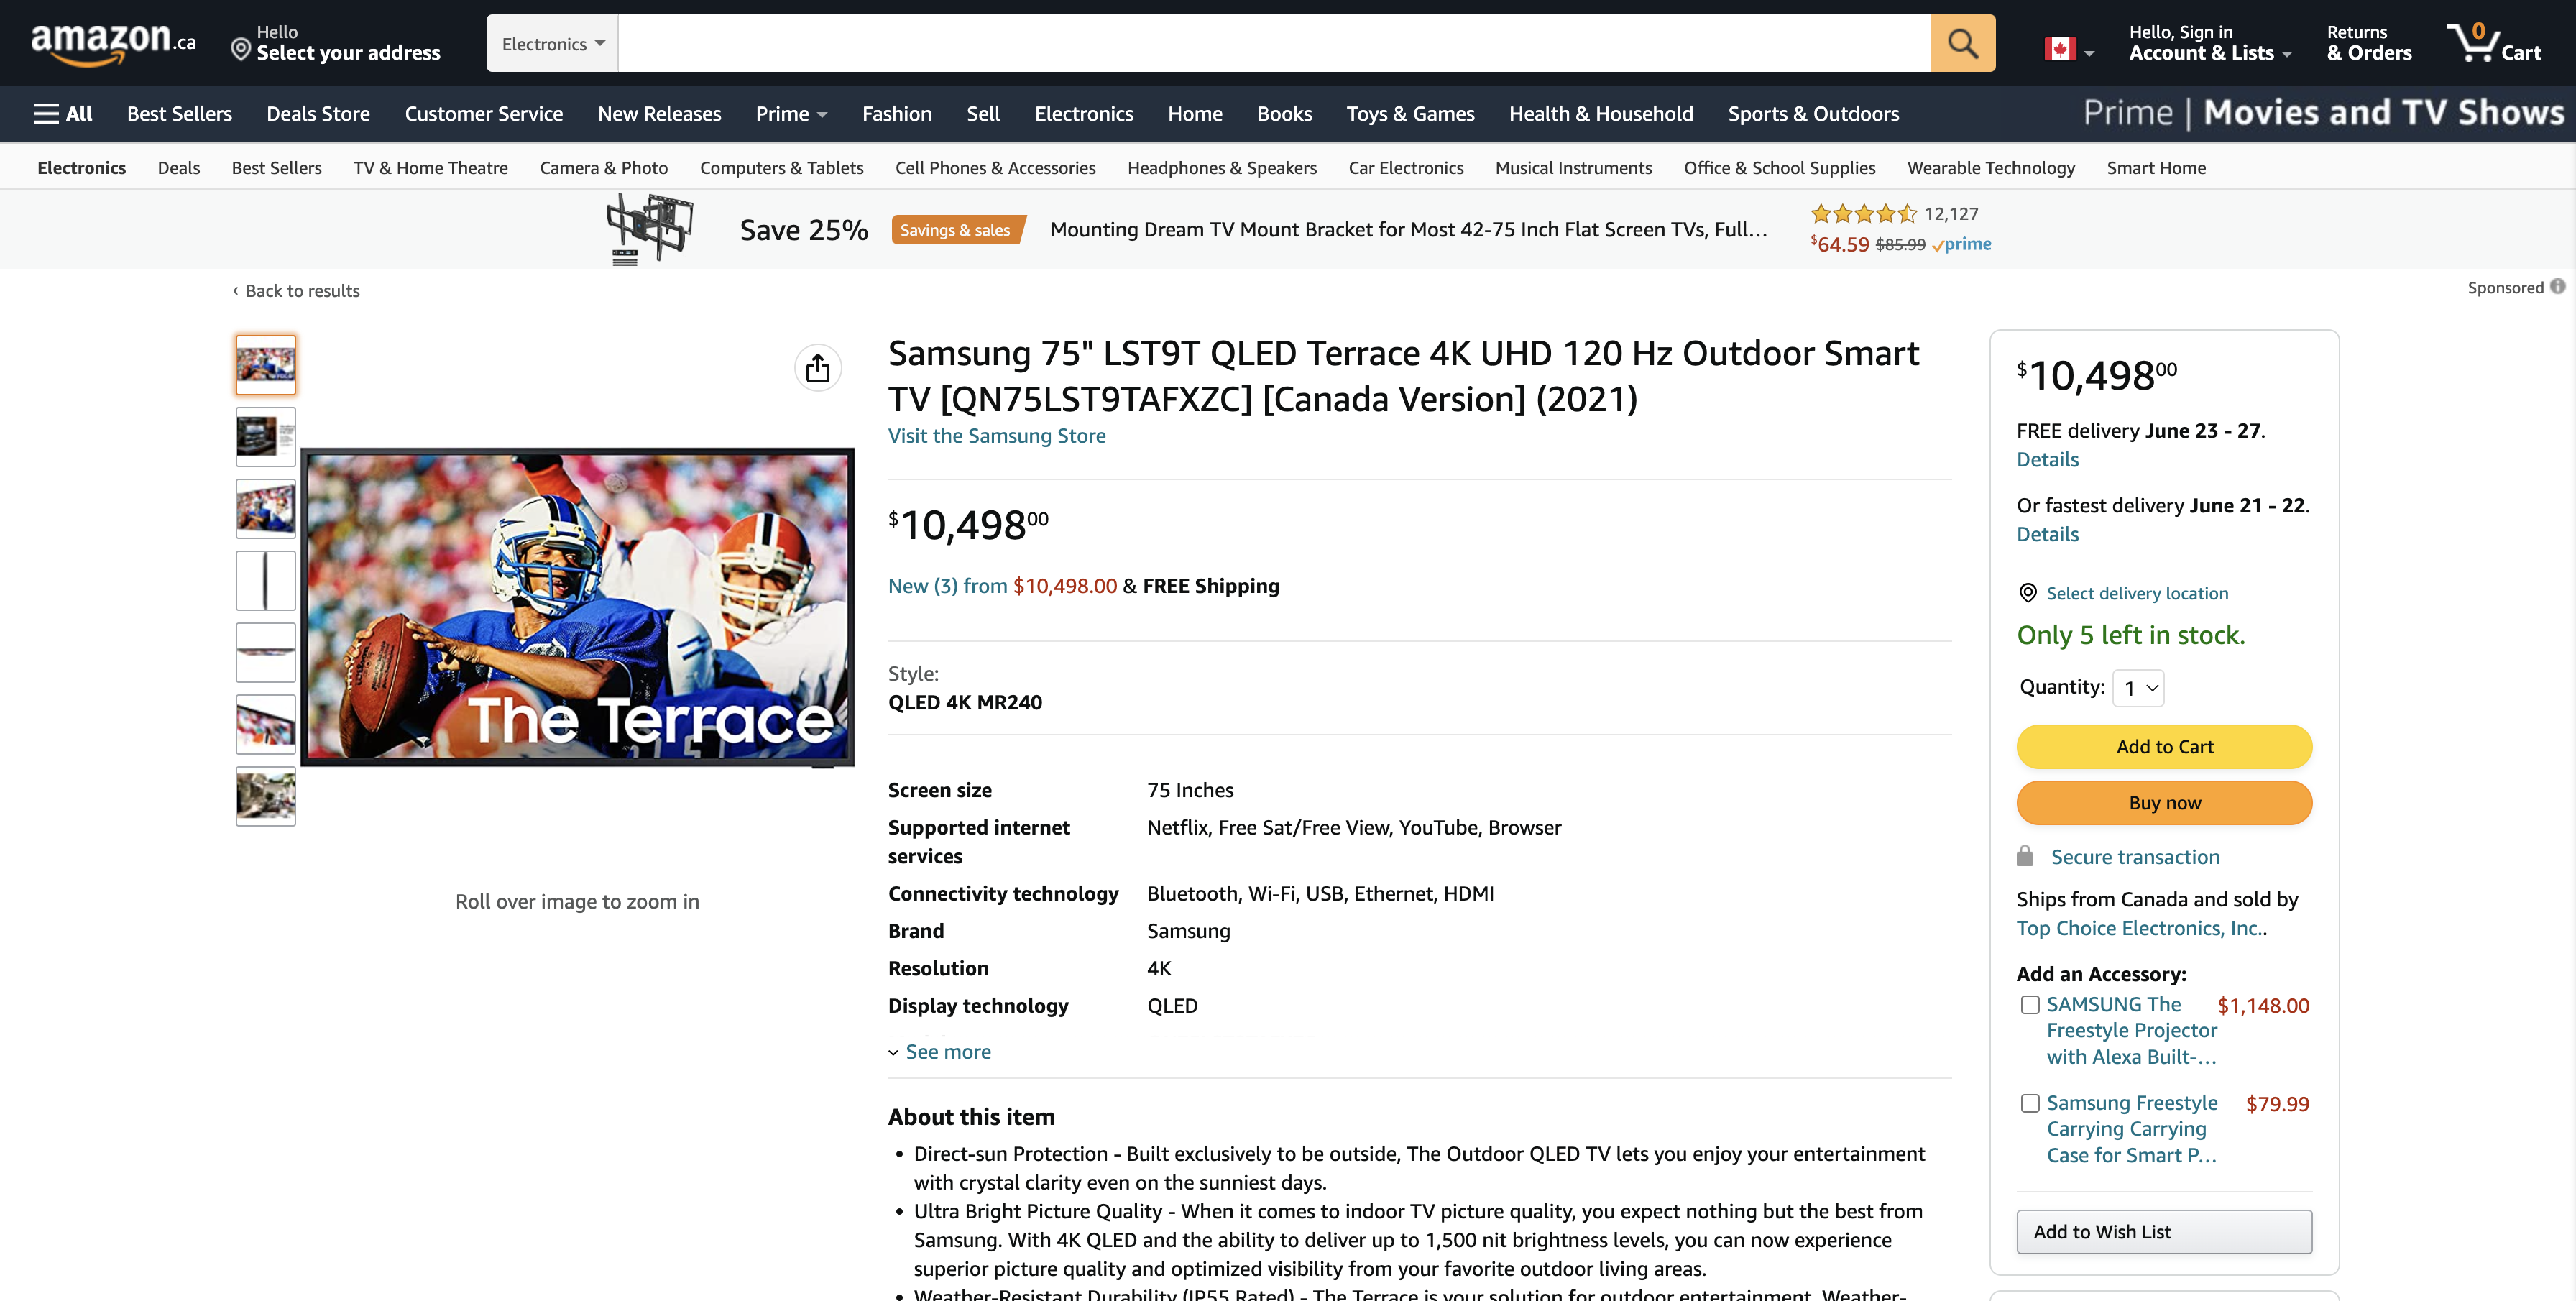 amazon.ca
Hello
Select your address
Electronics
Hello, Sign in
Account & Lists
Returns
& Orders
0
Cart
All
Best Sellers
Deals Store
Customer Service
New Releases
Prime
Fashion
Sell
Electronics
Home
Books
Toys & Games
Health & Household
Sports & Outdoors
Prime | Movies and TV Shows
Electronics
Deals
Best Sellers
TV & Home Theatre
Camera & Photo
Computers & Tablets
Cell Phones & Accessories
Headphones & Speakers
Car Electronics
Musical Instruments
Office & School Supplies
Wearable Technology
Smart Home
Save 25%
Savings & sales
Mounting Dream TV Mount Bracket for Most 42-75 Inch Flat Screen TVs, Full…
12,127
$64.59 $85.99 prime
‹ Back to results
Sponsored
Samsung 75" LST9T QLED Terrace 4K UHD 120 Hz Outdoor Smart
TV [QN75LST9TAFXZC] [Canada Version] (2021)
Visit the Samsung Store
$10,49800
New (3) from $10,498.00 & FREE Shipping
Style:
QLED 4K MR240
Screen size 75 Inches
Supported internet Netflix, Free Sat/Free View, YouTube, Browser
services
Connectivity technology Bluetooth, Wi-Fi, USB, Ethernet, HDMI
Brand Samsung
Resolution 4K
Display technology QLED
See more
About this item
• Direct-sun Protection - Built exclusively to be outside, The Outdoor QLED TV lets you enjoy your entertainment
with crystal clarity even on the sunniest days.
• Ultra Bright Picture Quality - When it comes to indoor TV picture quality, you expect nothing but the best from
Samsung. With 4K QLED and the ability to deliver up to 1,500 nit brightness levels, you can now experience
superior picture quality and optimized visibility from your favorite outdoor living areas.
• Weather-Resistant Durability (IP55 Rated) - The Terrace is your solution for outdoor entertainment. Weather-
The Terrace
Roll over image to zoom in
$10,49800
FREE delivery June 23 - 27.
Details
Or fastest delivery June 21 - 22.
Details
Select delivery location
Only 5 left in stock.
Quantity: 1
Add to Cart
Buy now
Secure transaction
Ships from Canada and sold by
Top Choice Electronics, Inc..
Add an Accessory:
SAMSUNG The $1,148.00
Freestyle Projector
with Alexa Built-…
Samsung Freestyle $79.99
Carrying Carrying
Case for Smart P…
Add to Wish List